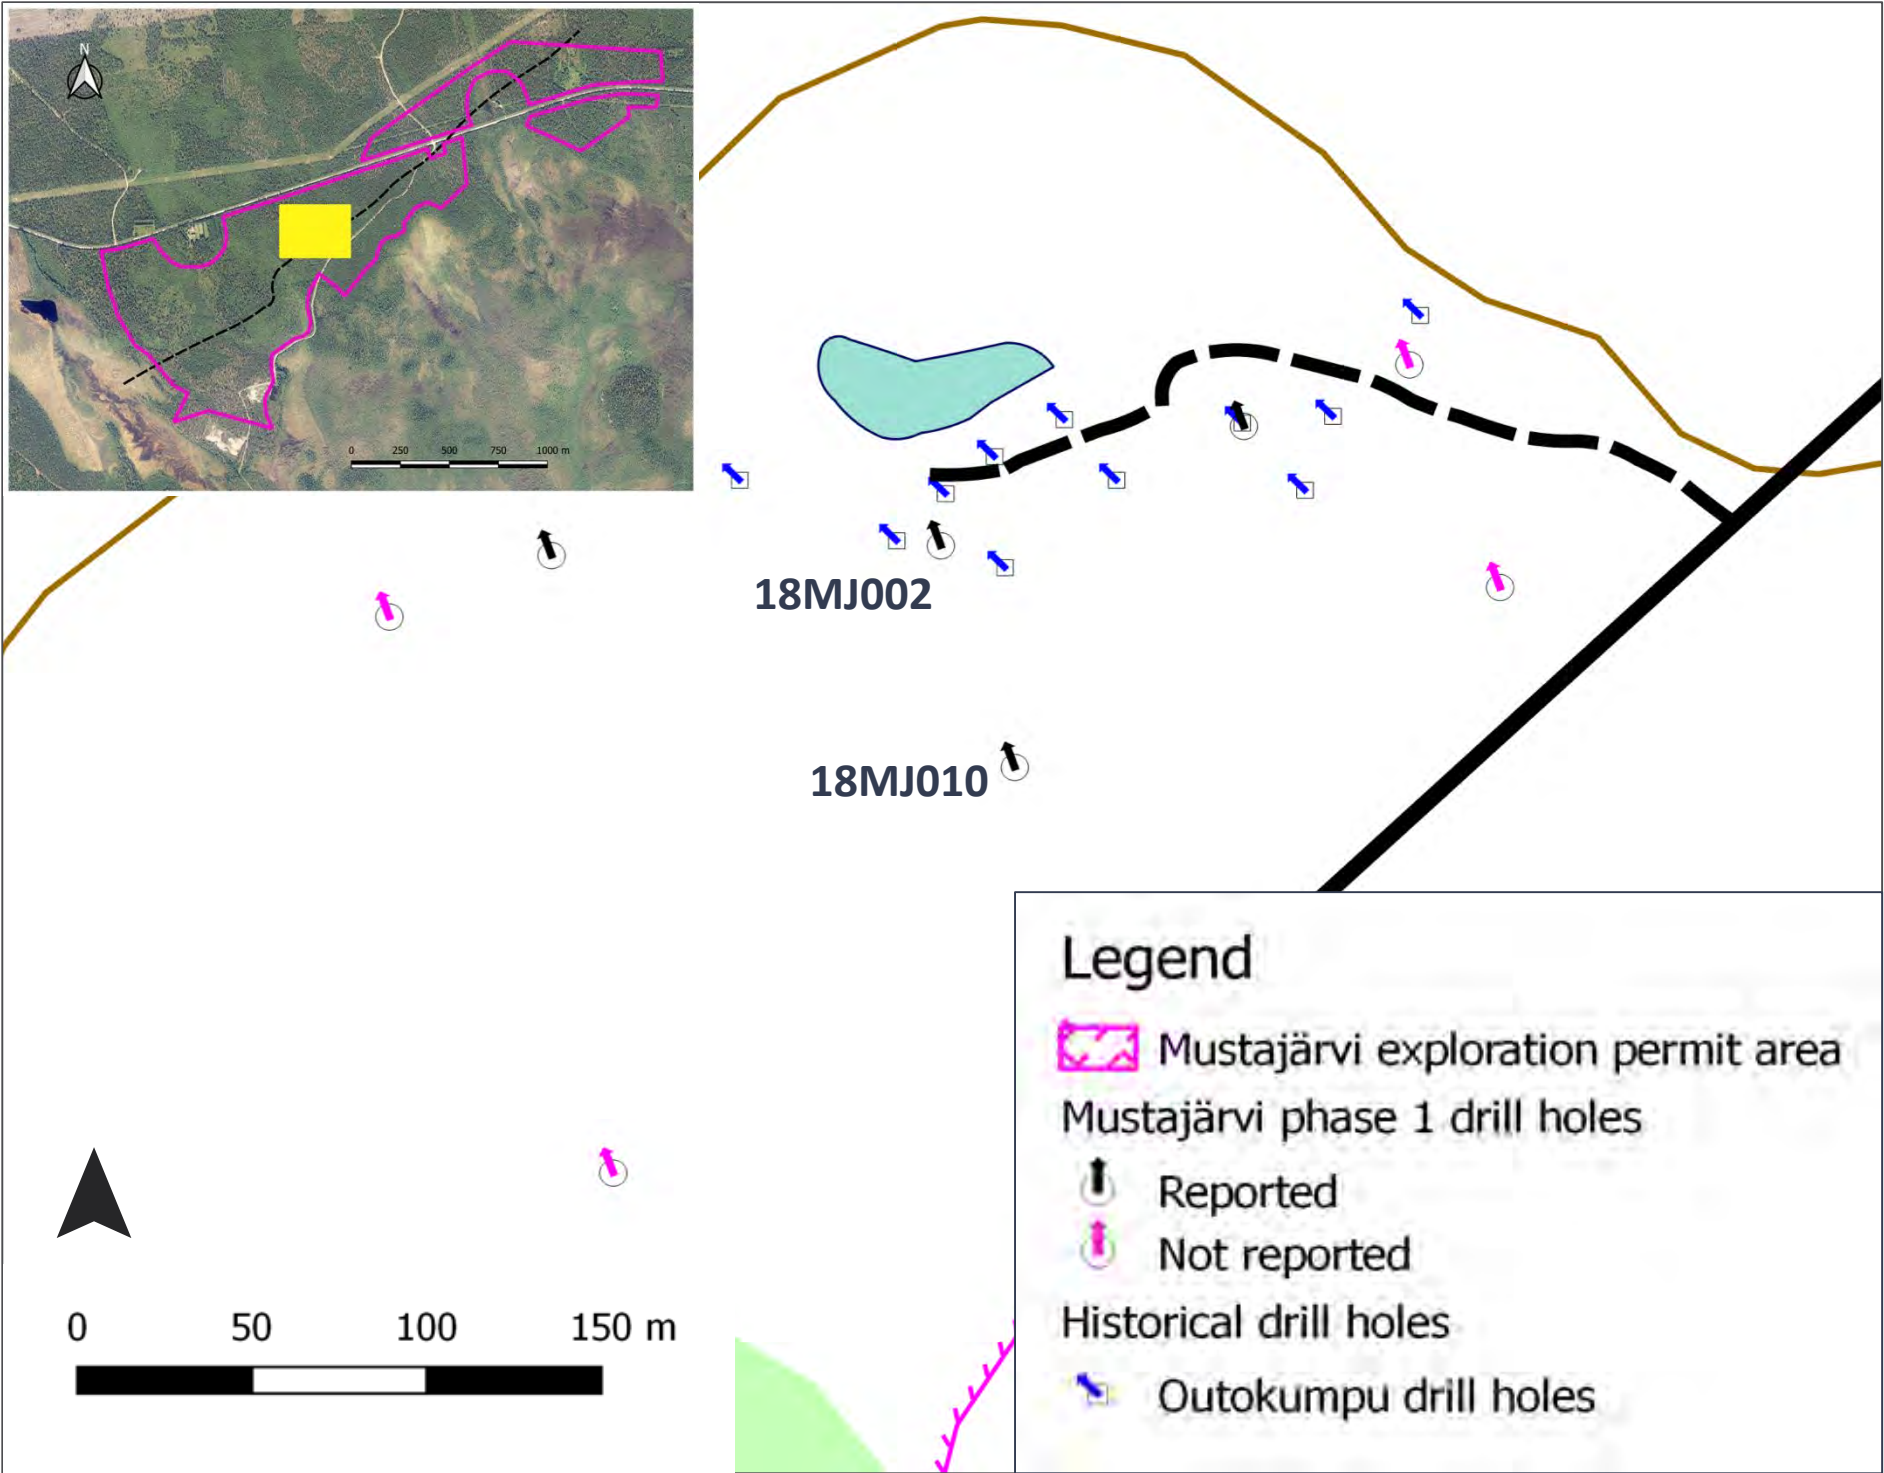 N
0 250 500 750 1000 m
18MJ002
18MJ010
Legend
Mustajärvi exploration permit area
Mustajärvi phase 1 drill holes
Reported
Not reported
Historical drill holes
Outokumpu drill holes
0 50 100 150 m